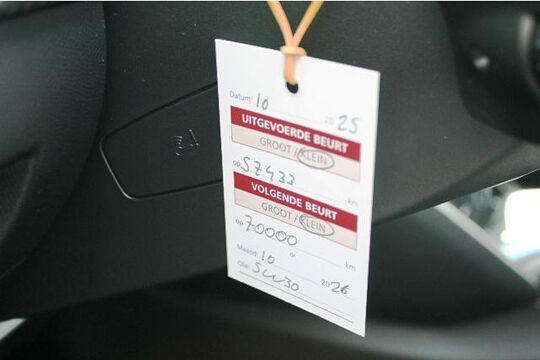 Datum: 10 2025
UITGEVOERDE BEURT
GROOT / KLEIN
op 57433 km
VOLGENDE BEURT
GROOT / KLEIN
op 70000 km
of
Maand: 10 2026
Olie: 5W30